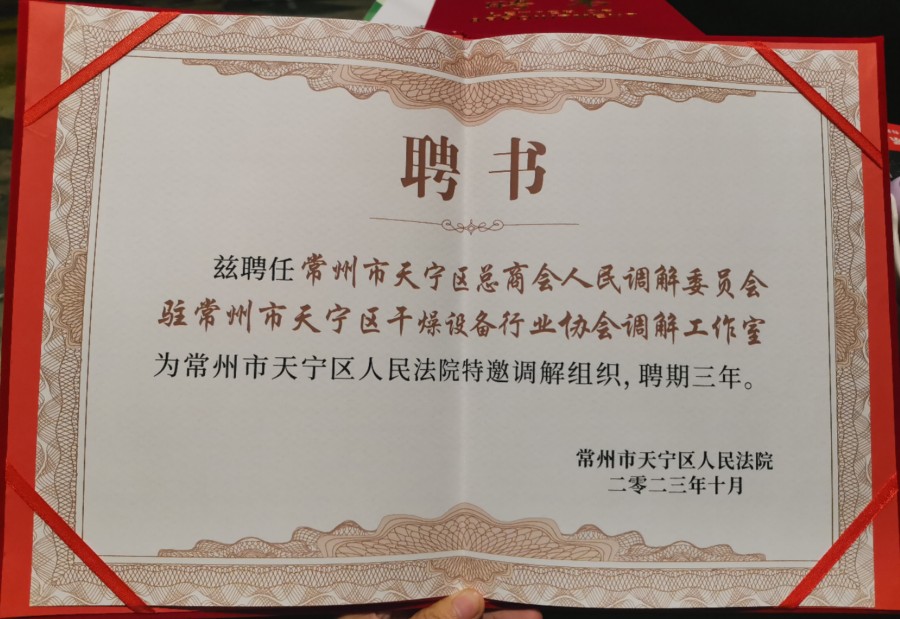 聘书
兹聘任常州市天宁区总商会人民调解委员会
驻常州市天宁区干燥设备行业协会调解工作室
为常州市天宁区人民法院特邀调解组织，聘期三年。
常州市天宁区人民法院
二零二三年十月